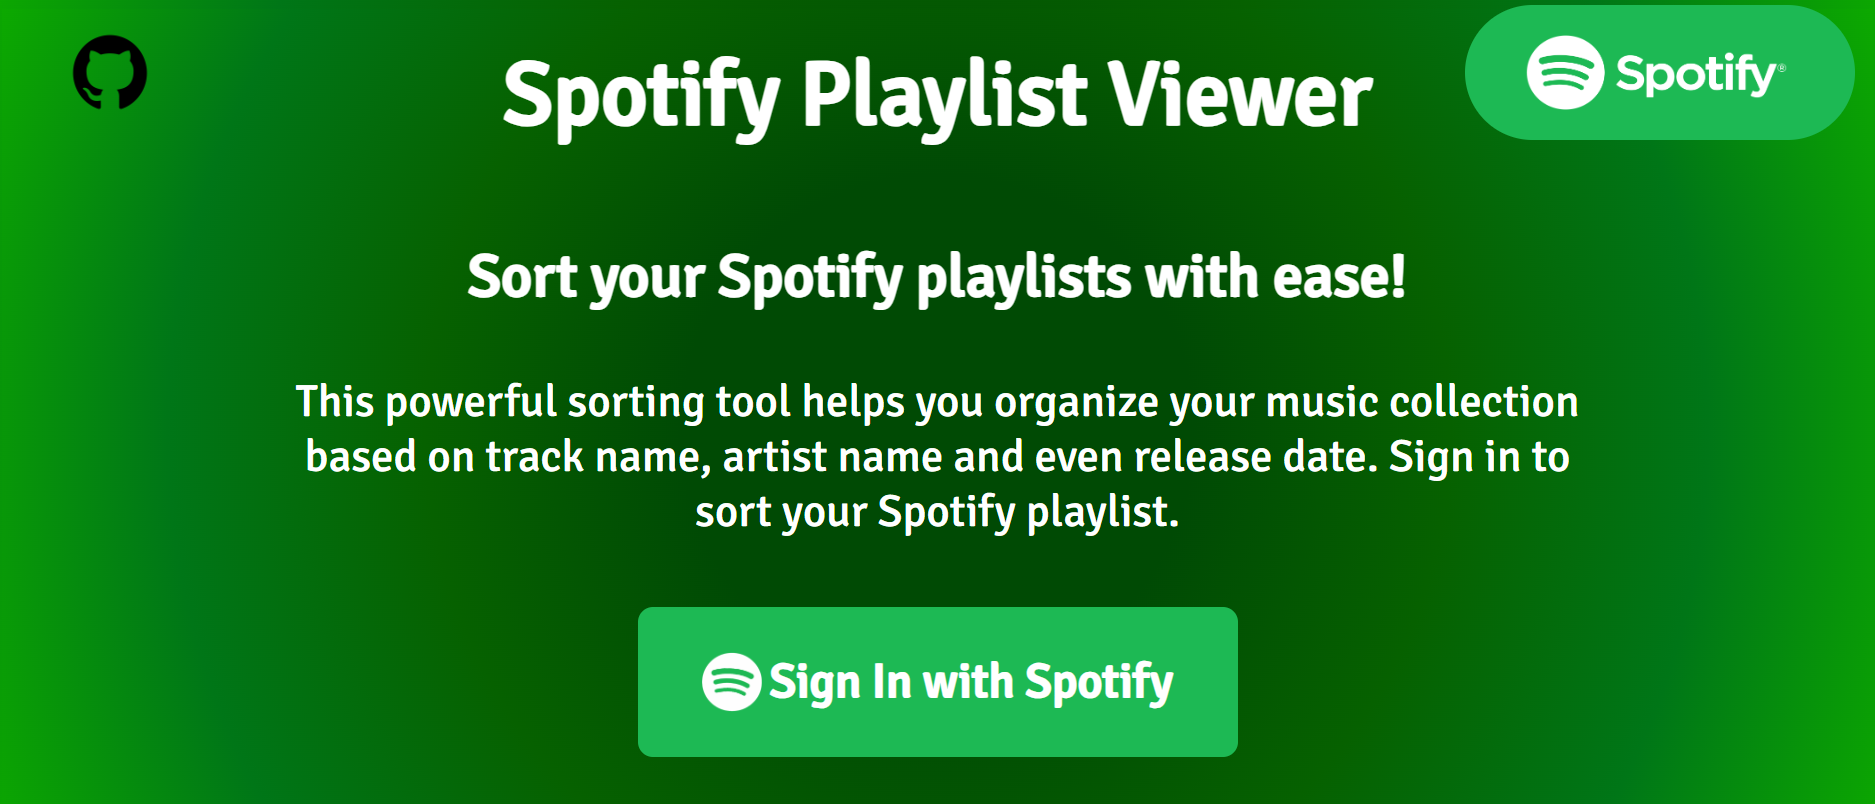 Spotify Playlist Viewer
Spotify®
Sort your Spotify playlists with ease!
This powerful sorting tool helps you organize your music collection
based on track name, artist name and even release date. Sign in to
sort your Spotify playlist.
Sign In with Spotify